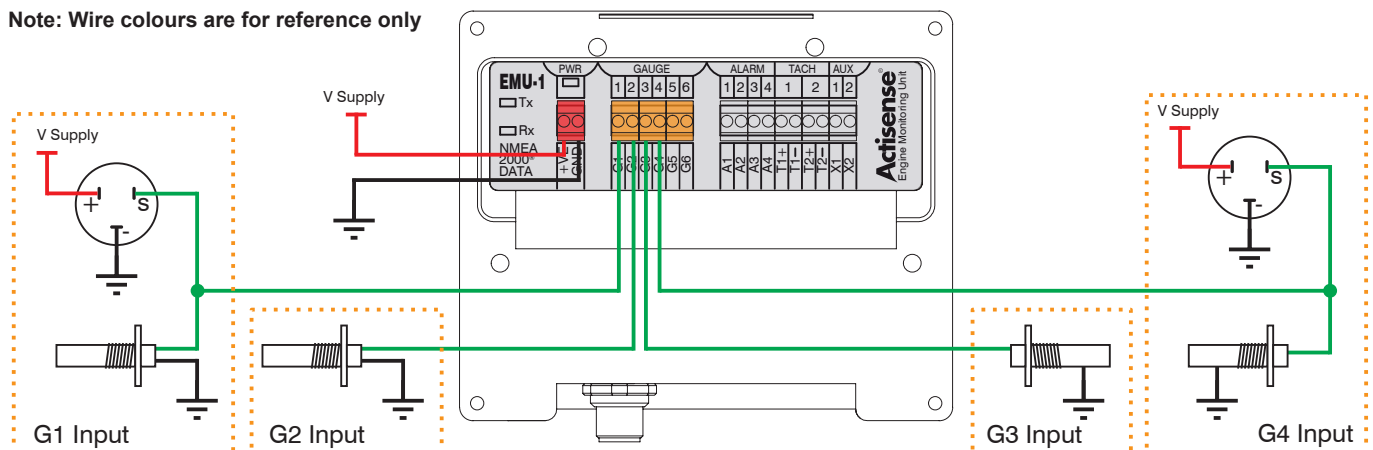 Note: Wire colours are for reference only
V Supply
V Supply
+ S
-
G1 Input
G2 Input
EMU-1
Tx
Rx
NMEA
2000®
DATA
PWR GAUGE ALARM TACH AUX
1 2 3 4 5 6 1 2 3 4 1 2 1 2
+VE GND G1 G2 G3 G4 G5 G6 A1 A2 A3 A4 T1+ T1− T2+ T2− X1 X2
Actisense®
Engine Monitoring Unit
V Supply
+ S
-
G3 Input
G4 Input